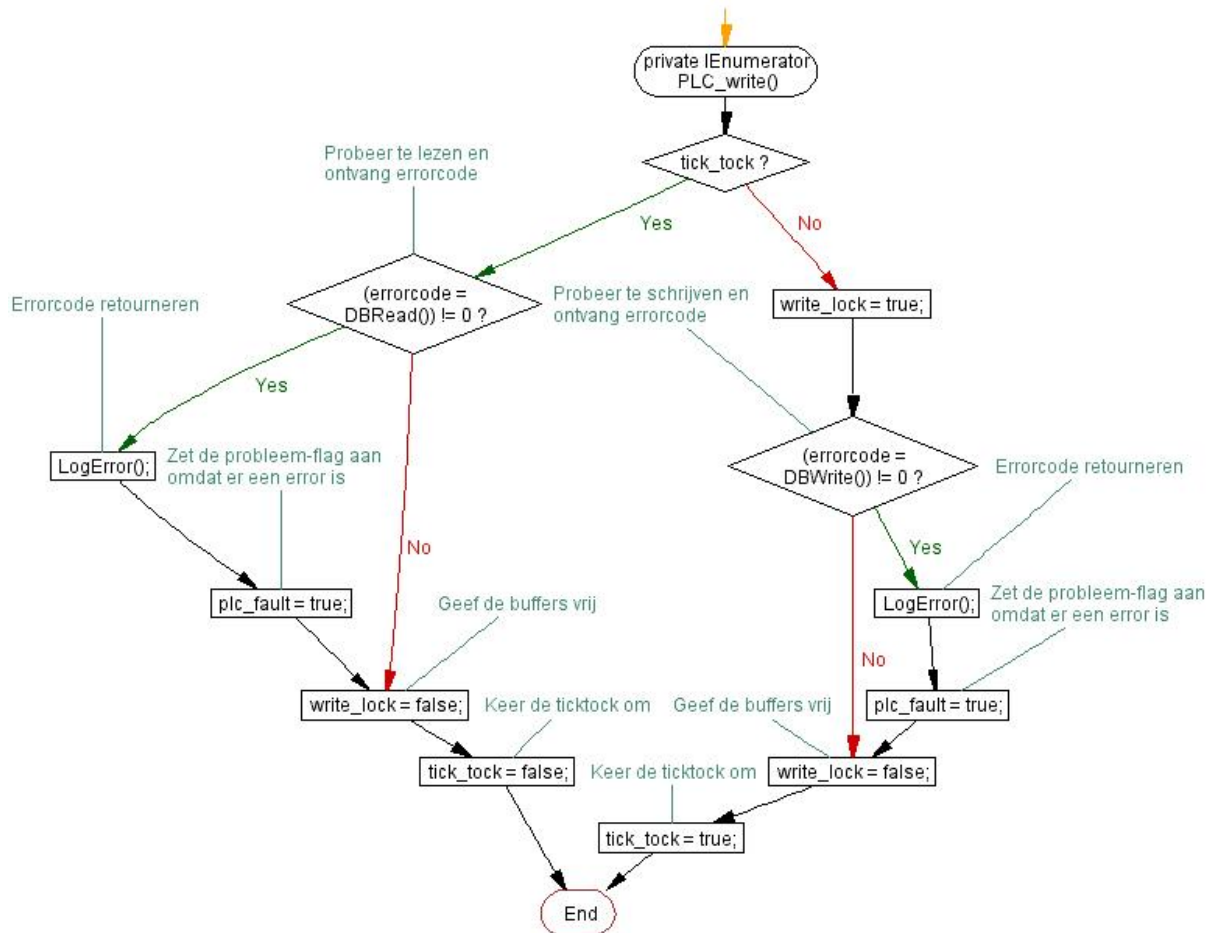 private IEnumerator
PLC_write()
tick_tock ?
Probeer te lezen en
ontvang errorcode
Yes
No
Errorcode retourneren
(errorcode =
DBRead()) != 0 ?
Probeer te schrijven en
ontvang errorcode
write_lock = true;
Yes
LogError();
Zet de probleem-flag aan
omdat er een error is
(errorcode =
DBWrite()) != 0 ?
Errorcode retourneren
No
Yes
plc_fault = true;
Geef de buffers vrij
LogError();
Zet de probleem-flag aan
omdat er een error is
No
write_lock = false;
Keer de ticktock om
Geef de buffers vrij
plc_fault = true;
tick_tock = false;
Keer de ticktock om
write_lock = false;
tick_tock = true;
End